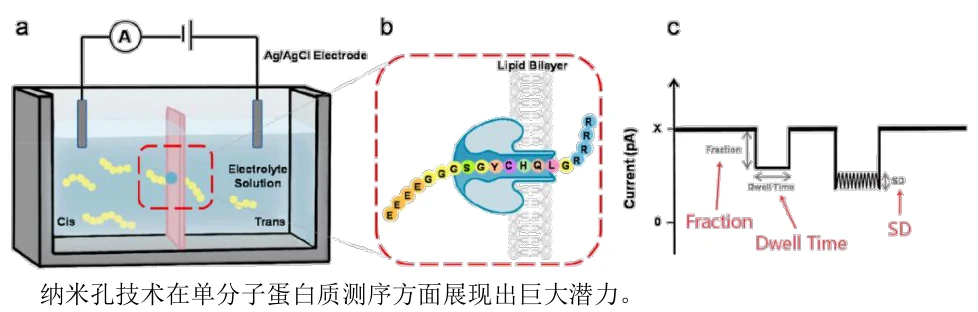 a
A
Ag/AgCl Electrode
Electrolyte
Solution
Cis
Trans
b
Lipid Bilayer
EEEEGGGSGYCHQLGRRRR
c
Current (pA)
X
0
Fraction
Dwell Time
SD
Fraction
Dwell Time
SD
纳米孔技术在单分子蛋白质测序方面展现出巨大潜力。